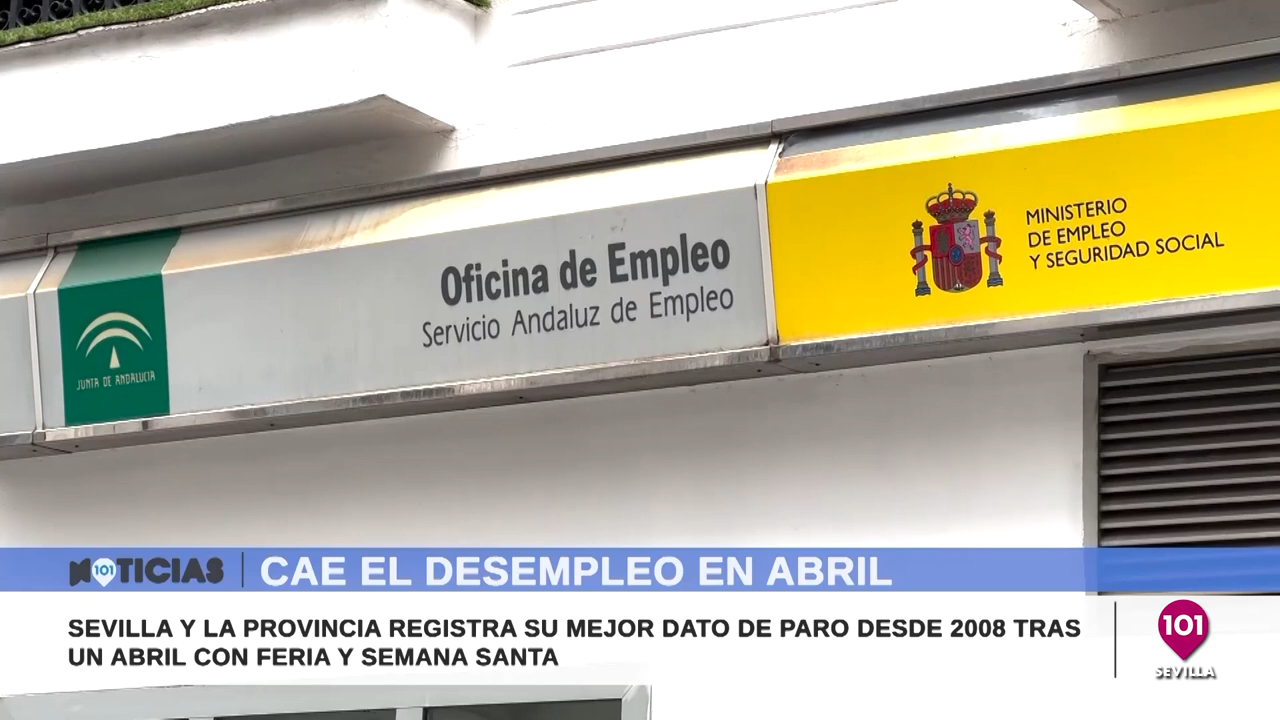 JUNTA DE ANDALUCIA
Oficina de Empleo
Servicio Andaluz de Empleo
MINISTERIO
DE EMPLEO
Y SEGURIDAD SOCIAL
NOTICIAS
101
CAE EL DESEMPLEO EN ABRIL
SEVILLA Y LA PROVINCIA REGISTRA SU MEJOR DATO DE PARO DESDE 2008 TRAS
UN ABRIL CON FERIA Y SEMANA SANTA
101
SEVILLA